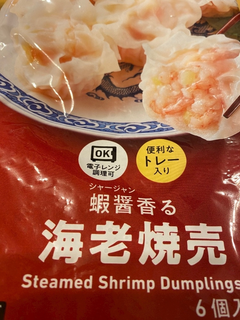 OK
電子レンジ
調理可
便利な
トレー
入り
シャージャン
蝦醤香る
海老焼売
Steamed Shrimp Dumplings
6個入